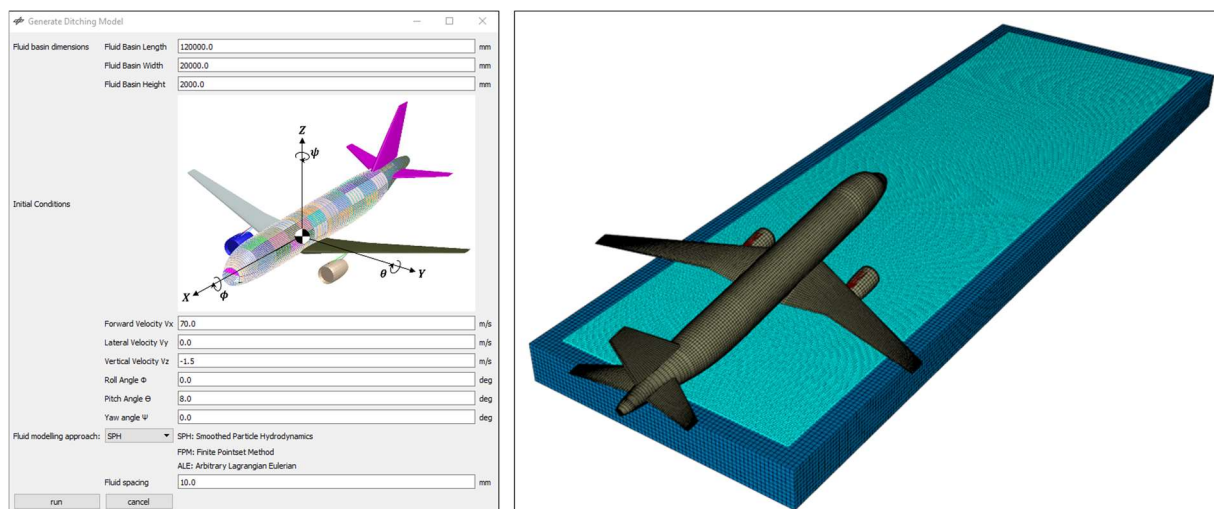 Generate Ditching Model
Fluid basin dimensions Fluid Basin Length 120000.0 mm
Fluid Basin Width 20000.0 mm
Fluid Basin Height 2000.0 mm
Z
ψ
Initial Conditions
θ Y
X ϕ
Forward Velocity Vx 70.0 m/s
Lateral Velocity Vy 0.0 m/s
Vertical Velocity Vz -1.5 m/s
Roll Angle Φ 0.0 deg
Pitch Angle Θ 8.0 deg
Yaw angle Ψ 0.0 deg
Fluid modelling approach: SPH SPH: Smoothed Particle Hydrodynamics
FPM: Finite Pointset Method
ALE: Arbitrary Lagrangian Eulerian
Fluid spacing 10.0 mm
run cancel